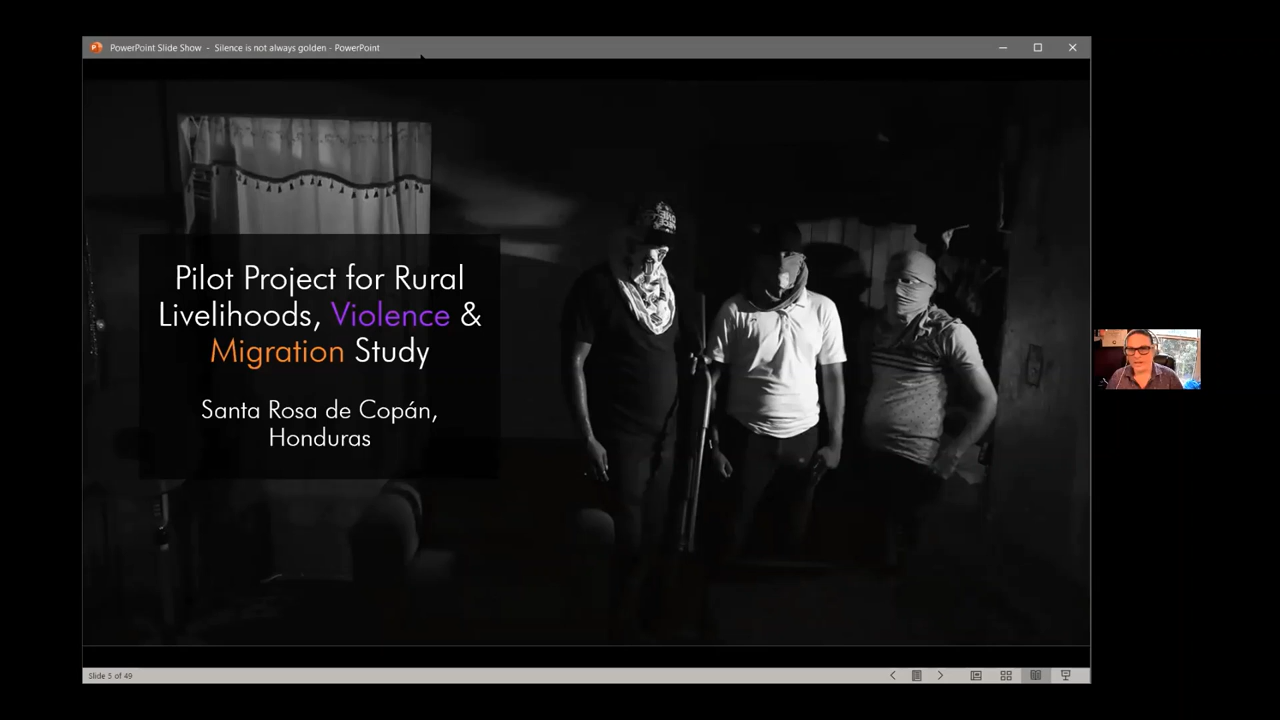 PowerPoint Slide Show - Silence is not always golden - PowerPoint
Pilot Project for Rural
Livelihoods, Violence &
Migration Study
Santa Rosa de Copán,
Honduras
Slide 5 of 49